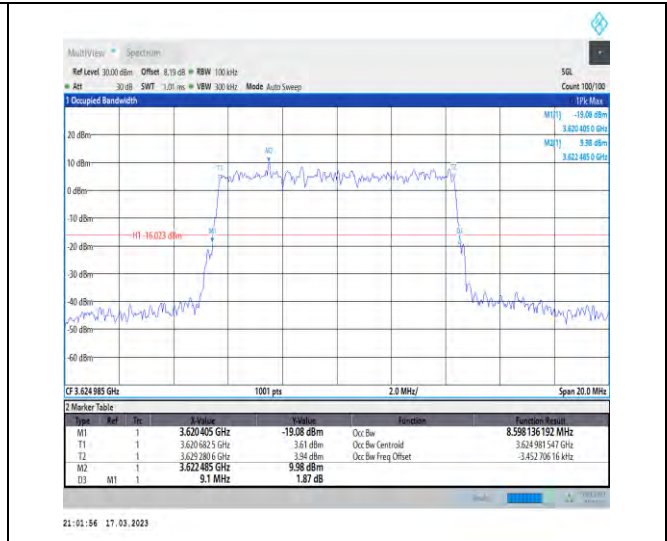 MultiView Spectrum
Ref Level 30.00 dBm Offset 8.19 dB RBW 100 kHz SGL
Att 30 dB SWT 1.01 ms VBW 300 kHz Mode Auto Sweep Count 100/100
1 Occupied Bandwidth 1Pk Max
M1[1] -19.08 dBm
3.620 405 0 GHz
M2[1] 9.98 dBm
3.622 485 0 GHz
20 dBm
M2
10 dBm
T1 T2
0 dBm
-10 dBm
H1 -16.023 dBm M1 D3
-20 dBm
-30 dBm
-40 dBm
-50 dBm
-60 dBm
CF 3.624 985 GHz 1001 pts 2.0 MHz/ Span 20.0 MHz
2 Marker Table
Type Ref Trc X-Value Y-Value Function Function Result
M1 1 3.620 405 GHz -19.08 dBm Occ Bw 8.598 136 192 MHz
T1 1 3.620 682 5 GHz 3.61 dBm Occ Bw Centroid 3.624 981 547 GHz
T2 1 3.629 280 6 GHz 3.94 dBm Occ Bw Freq Offset -3.452 706 16 kHz
M2 1 3.622 485 GHz 9.98 dBm
D3 M1 1 9.1 MHz 1.87 dB
21:01:56 17.03.2023